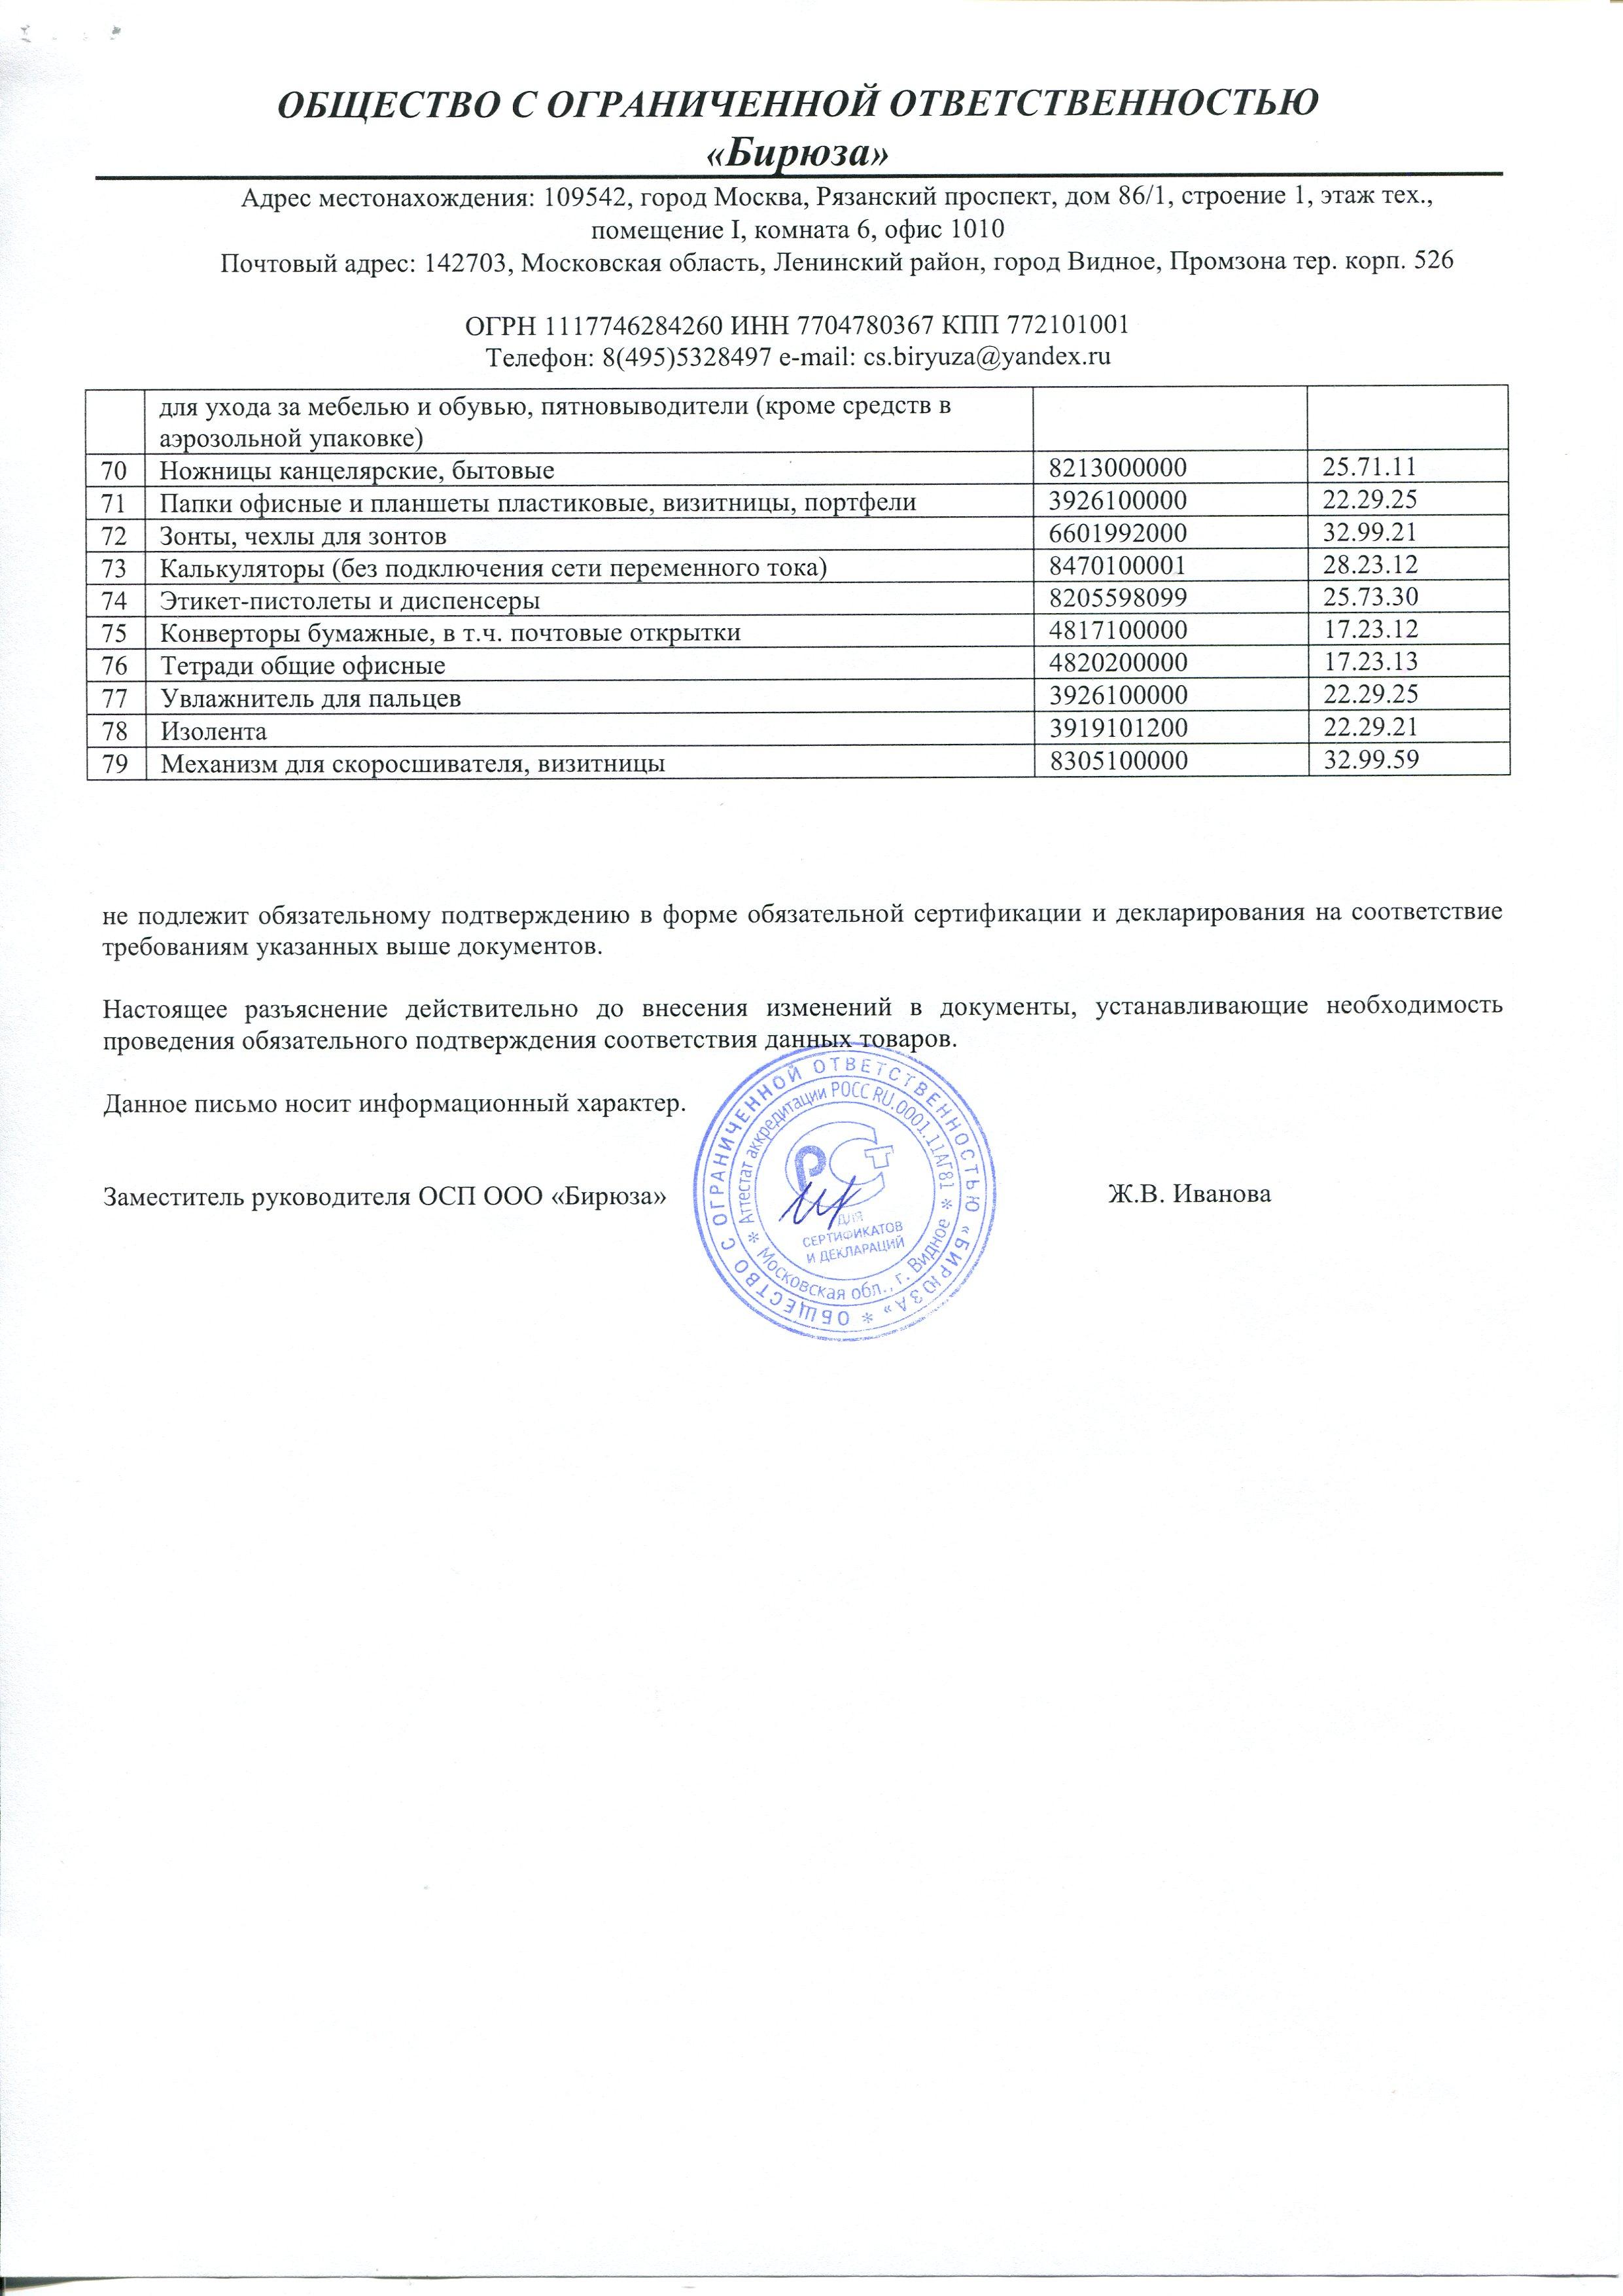 ОБЩЕСТВО С ОГРАНИЧЕННОЙ ОТВЕТСТВЕННОСТЬЮ
«Бирюза»
Адрес местонахождения: 109542, город Москва, Рязанский проспект, дом 86/1, строение 1, этаж тех.,
помещение I, комната 6, офис 1010
Почтовый адрес: 142703, Московская область, Ленинский район, город Видное, Промзона тер. корп. 526
ОГРН 1117746284260 ИНН 7704780367 КПП 772101001
Телефон: 8(495)5328497 e-mail: cs.biryuza@yandex.ru
для ухода за мебелью и обувью, пятновыводители (кроме средств в
аэрозольной упаковке)
70 Ножницы канцелярские, бытовые 8213000000 25.71.11
71 Папки офисные и планшеты пластиковые, визитницы, портфели 3926100000 22.29.25
72 Зонты, чехлы для зонтов 6601992000 32.99.21
73 Калькуляторы (без подключения сети переменного тока) 8470100001 28.23.12
74 Этикет-пистолеты и диспенсеры 8205598099 25.73.30
75 Конверторы бумажные, в т.ч. почтовые открытки 4817100000 17.23.12
76 Тетради общие офисные 4820200000 17.23.13
77 Увлажнитель для пальцев 3926100000 22.29.25
78 Изолента 3919101200 22.29.21
79 Механизм для скоросшивателя, визитницы 8305100000 32.99.59
не подлежит обязательному подтверждению в форме обязательной сертификации и декларирования на соответствие
требованиям указанных выше документов.
Настоящее разъяснение действительно до внесения изменений в документы, устанавливающие необходимость
проведения обязательного подтверждения соответствия данных товаров.
Данное письмо носит информационный характер.
Заместитель руководителя ОСП ООО «Бирюза» Ж.В. Иванова
ОБЩЕСТВО С ОГРАНИЧЕННОЙ ОТВЕТСТВЕННОСТЬЮ «БИРЮЗА» *
* Аттестат аккредитации РОСС RU.0001.11АГ81 *
Московская обл., г. Видное
РСТ
ДЛЯ
СЕРТИФИКАТОВ
И ДЕКЛАРАЦИЙ